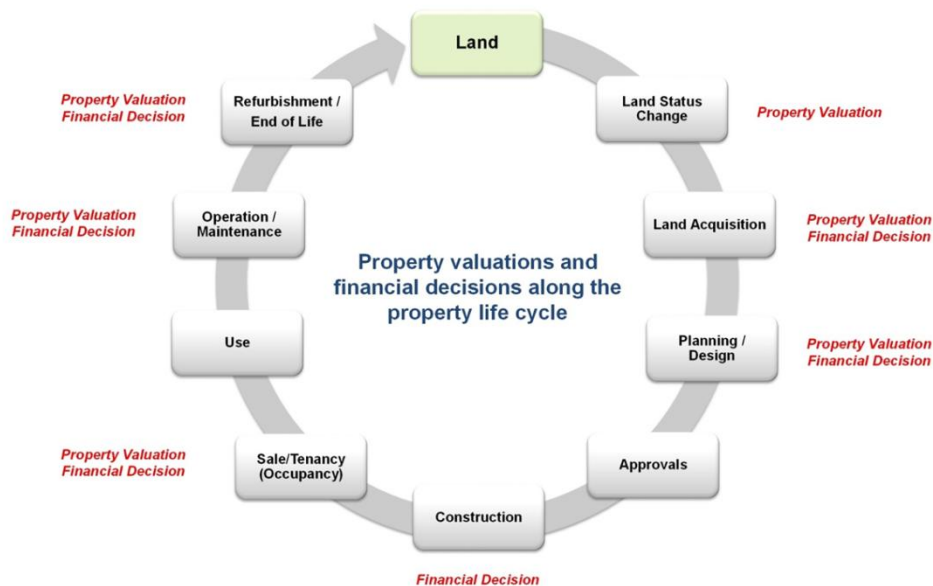 Land
Land Status
Change
Property Valuation
Land Acquisition
Property Valuation
Financial Decision
Planning /
Design
Property Valuation
Financial Decision
Approvals
Construction
Financial Decision
Sale/Tenancy
(Occupancy)
Property Valuation
Financial Decision
Use
Operation /
Maintenance
Property Valuation
Financial Decision
Refurbishment /
End of Life
Property Valuation
Financial Decision
Property valuations and
financial decisions along the
property life cycle